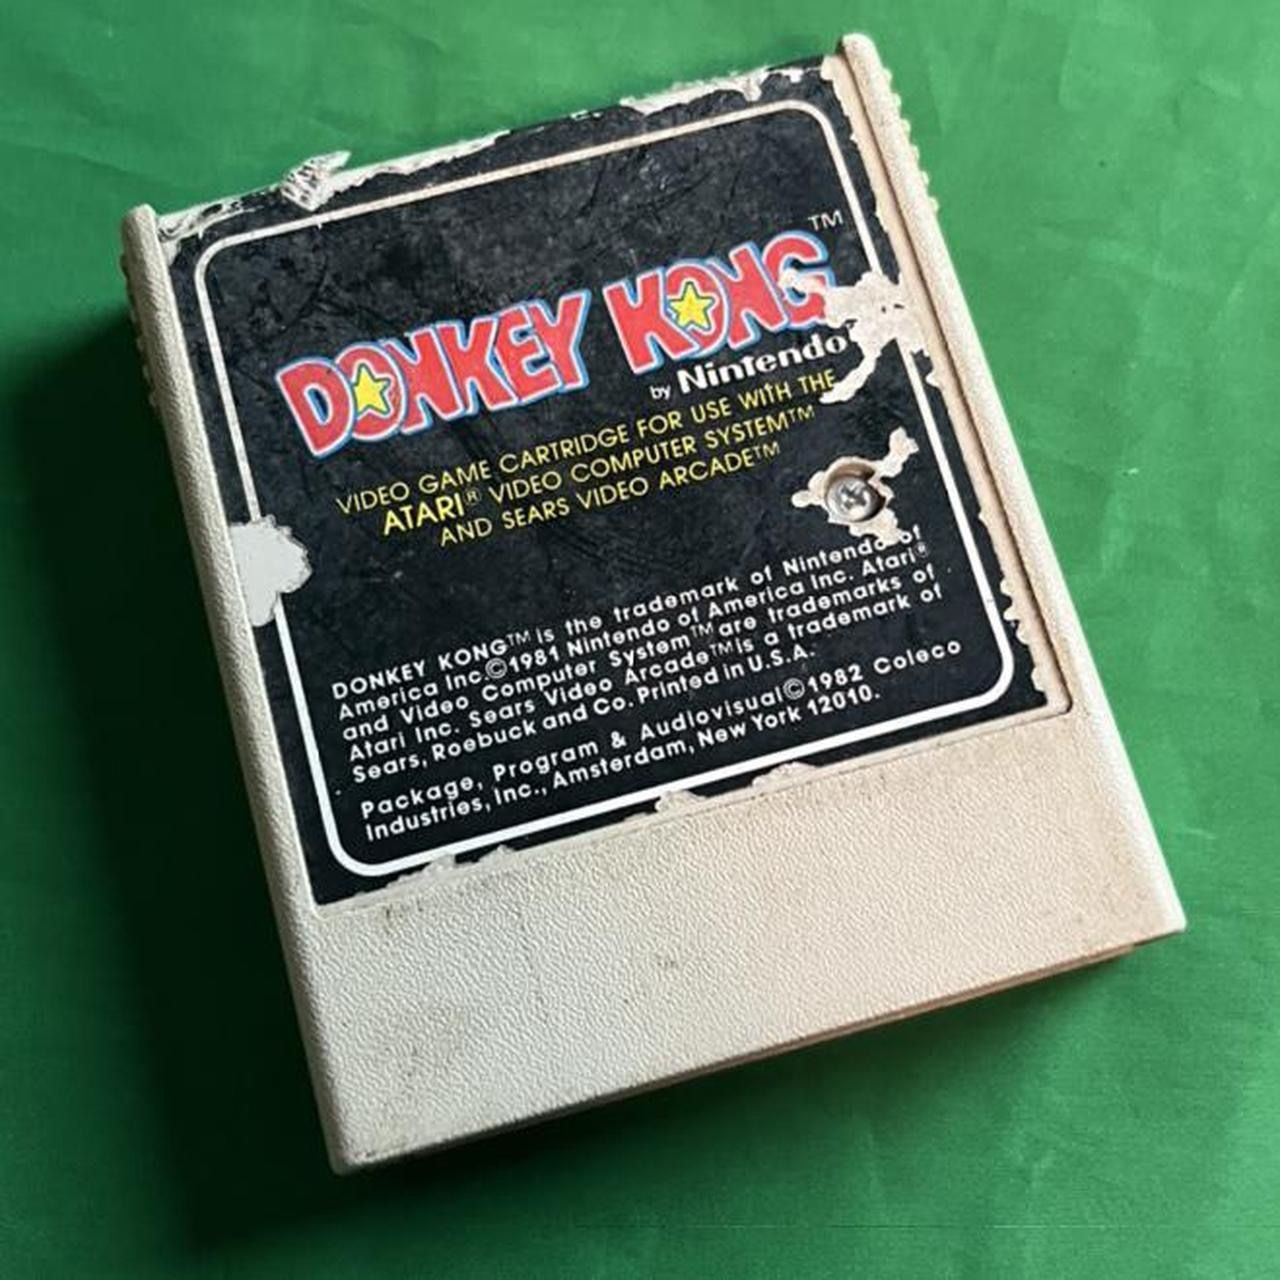 DONKEY KONG™
by Nintendo
VIDEO GAME CARTRIDGE FOR USE WITH THE
ATARI® VIDEO COMPUTER SYSTEM™
AND SEARS VIDEO ARCADE™
DONKEY KONG™ is the trademark of Nintendo of
America Inc.©1981 Nintendo of America Inc. Atari®
and Video Computer System™ are trademarks of
Atari Inc. Sears Video Arcade™ is a trademark of
Sears, Roebuck and Co. Printed in U.S.A.
Package, Program & Audiovisual©1982 Coleco
Industries, Inc., Amsterdam, New York 12010.